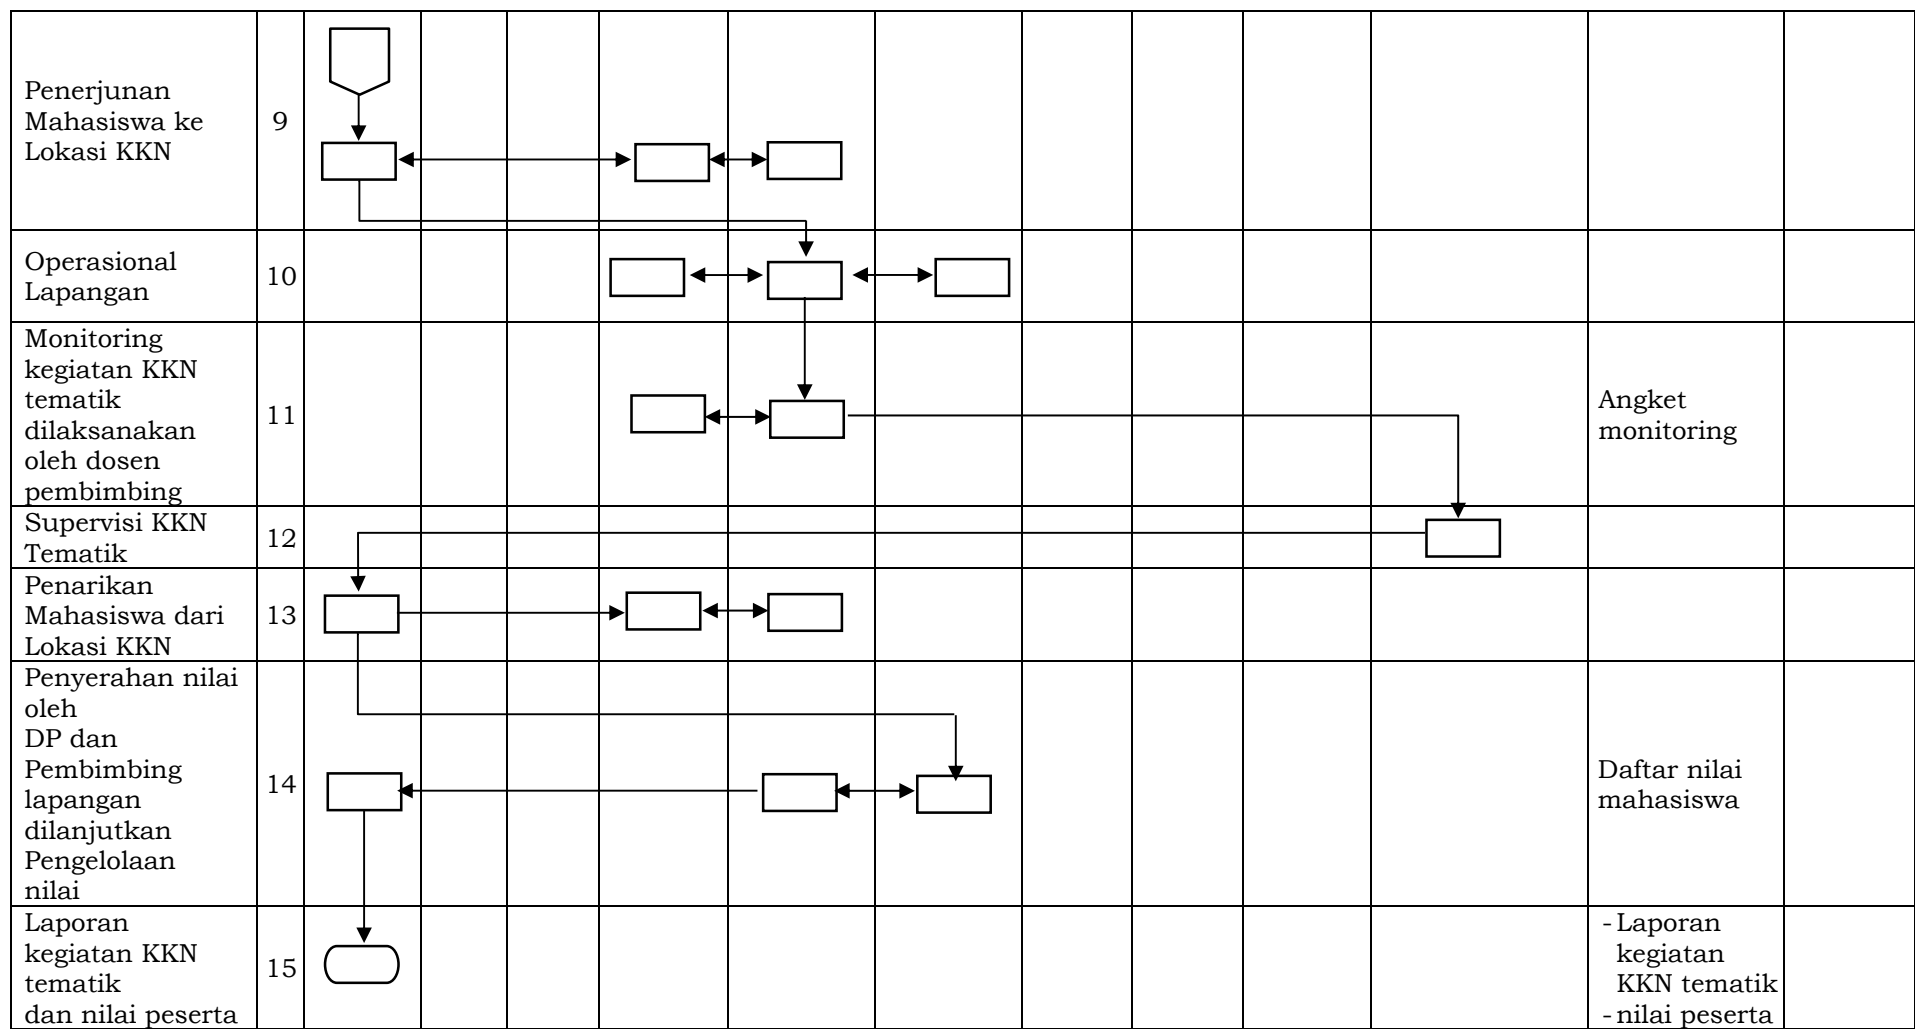 Penerjunan
Mahasiswa ke
Lokasi KKN
9
Operasional
Lapangan
10
Monitoring
kegiatan KKN
tematik
dilaksanakan
oleh dosen
pembimbing
11
Angket
monitoring
Supervisi KKN
Tematik
12
Penarikan
Mahasiswa dari
Lokasi KKN
13
Penyerahan nilai
oleh
DP dan
Pembimbing
lapangan
dilanjutkan
Pengelolaan
nilai
14
Daftar nilai
mahasiswa
Laporan
kegiatan KKN
tematik
dan nilai peserta
15
- Laporan
kegiatan
KKN tematik
- nilai peserta